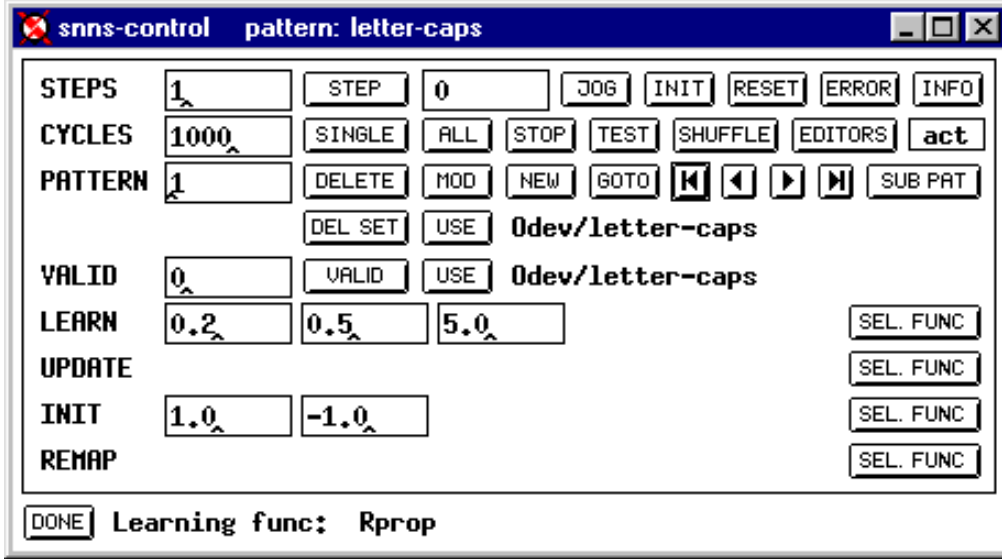 snns-control pattern: letter-caps
STEPS 1 STEP 0 JOG INIT RESET ERROR INFO
CYCLES 1000 SINGLE ALL STOP TEST SHUFFLE EDITORS act
PATTERN 1 DELETE MOD NEW GOTO SUB PAT
DEL SET USE 0dev/letter-caps
VALID 0 VALID USE 0dev/letter-caps
LEARN 0.2 0.5 5.0 SEL. FUNC
UPDATE SEL. FUNC
INIT 1.0 -1.0 SEL. FUNC
REMAP SEL. FUNC
DONE Learning func: Rprop